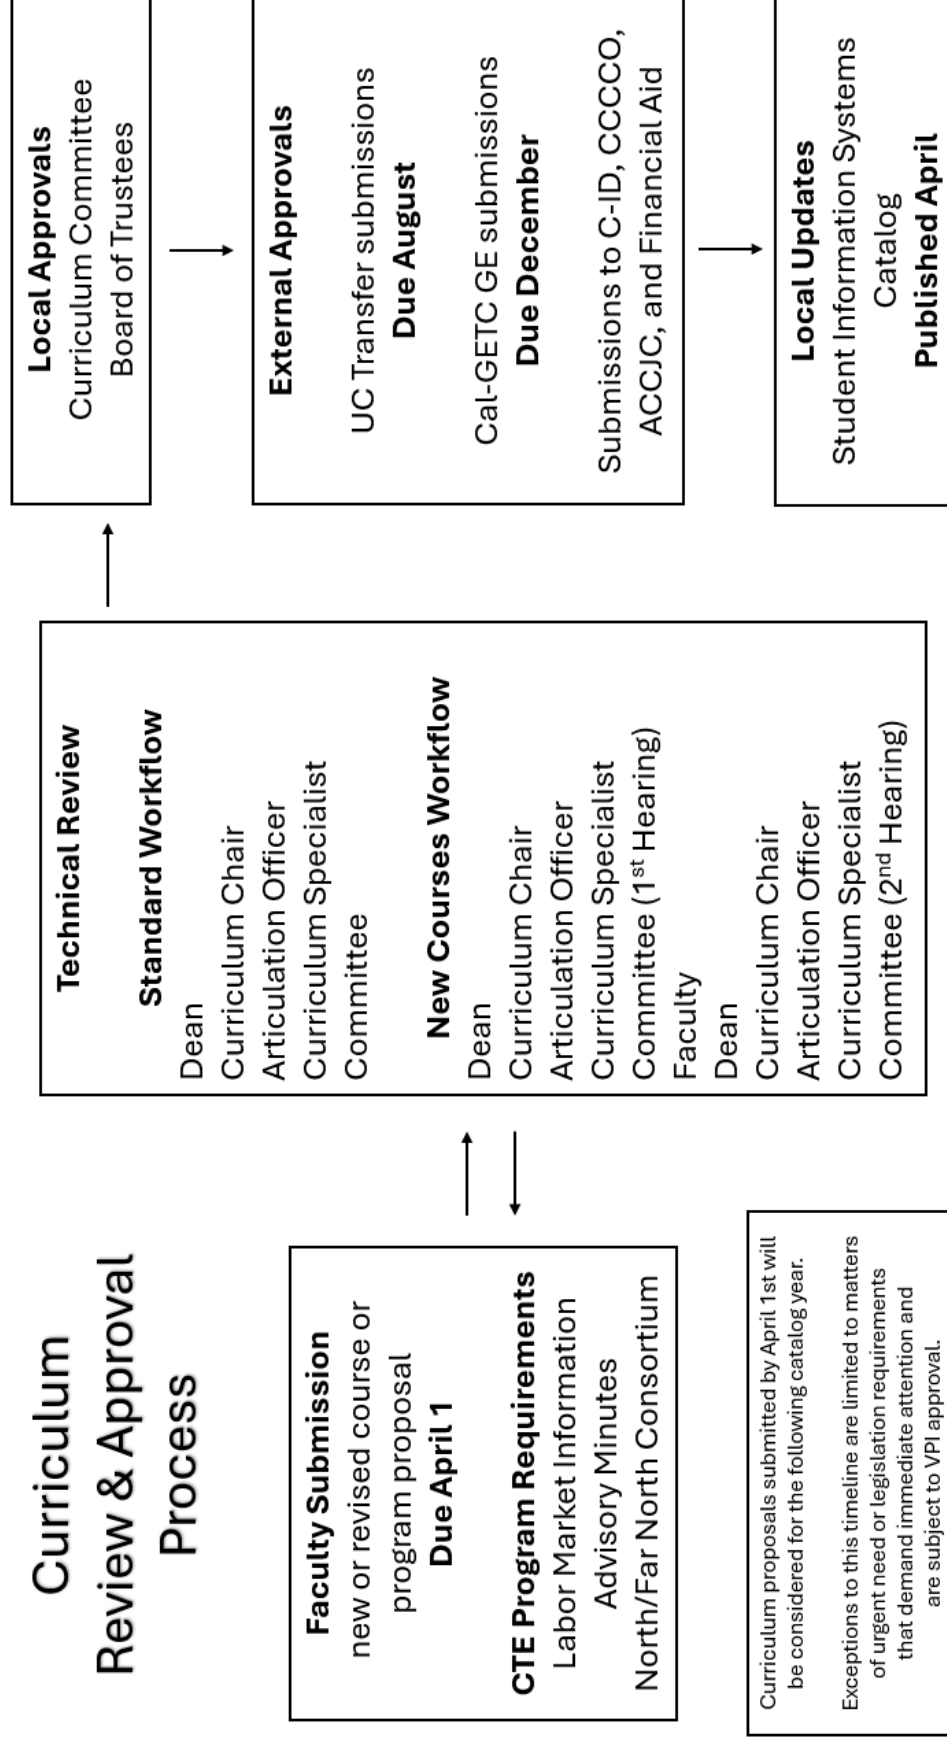 Curriculum
Review & Approval
Process
Faculty Submission
new or revised course or
program proposal
Due April 1
CTE Program Requirements
Labor Market Information
Advisory Minutes
North/Far North Consortium
Curriculum proposals submitted by April 1st will
be considered for the following catalog year.
Exceptions to this timeline are limited to matters
of urgent need or legislation requirements
that demand immediate attention and
are subject to VPI approval.
Technical Review
Standard Workflow
Dean
Curriculum Chair
Articulation Officer
Curriculum Specialist
Committee
New Courses Workflow
Dean
Curriculum Chair
Articulation Officer
Curriculum Specialist
Committee (1st Hearing)
Faculty
Dean
Curriculum Chair
Articulation Officer
Curriculum Specialist
Committee (2nd Hearing)
Local Approvals
Curriculum Committee
Board of Trustees
External Approvals
UC Transfer submissions
Due August
Cal-GETC GE submissions
Due December
Submissions to C-ID, CCCCO,
ACCJC, and Financial Aid
Local Updates
Student Information Systems
Catalog
Published April